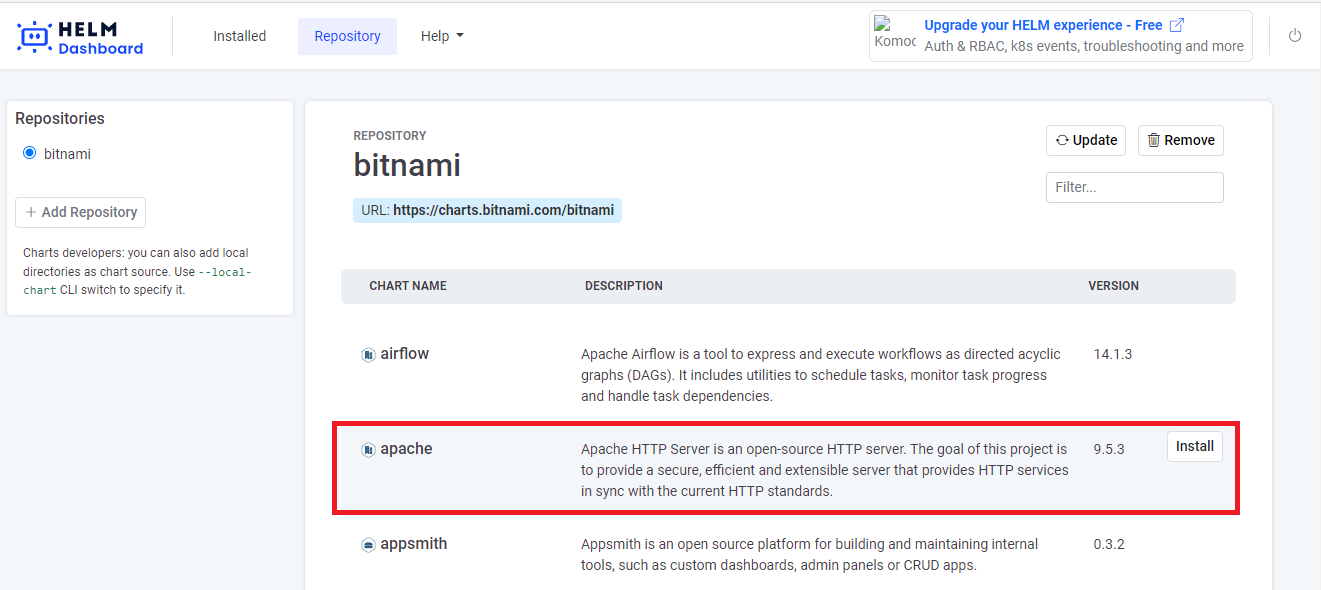 HELM
Dashboard
Installed
Repository
Help
Komod
Upgrade your HELM experience - Free
Auth & RBAC, k8s events, troubleshooting and more
Repositories
bitnami
Add Repository
Charts developers: you can also add local
directories as chart source. Use --local-
chart CLI switch to specify it.
REPOSITORY
bitnami
URL: https://charts.bitnami.com/bitnami
Update
Remove
Filter...
CHART NAME
DESCRIPTION
VERSION
airflow
Apache Airflow is a tool to express and execute workflows as directed acyclic
graphs (DAGs). It includes utilities to schedule tasks, monitor task progress
and handle task dependencies.
14.1.3
apache
Apache HTTP Server is an open-source HTTP server. The goal of this project is
to provide a secure, efficient and extensible server that provides HTTP services
in sync with the current HTTP standards.
9.5.3
Install
appsmith
Appsmith is an open source platform for building and maintaining internal
tools, such as custom dashboards, admin panels or CRUD apps.
0.3.2